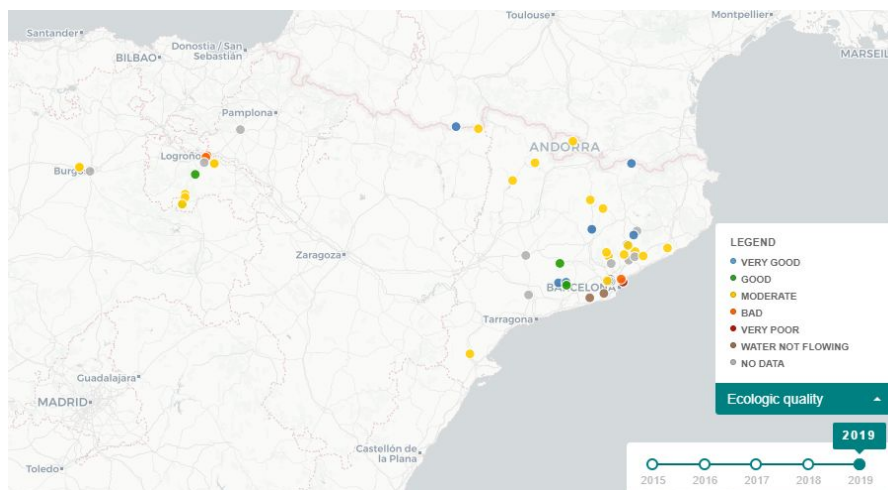 Santander▪
Toulouse▪
Montpellier▪
BILBAO▪
Donostia / San
Sebastián
MARSEIL
Pamplona▪
ANDORRA
Logroño
Burg
Zaragoza▪
BARCELONA
Tarragona▪
Guadalajara▪
MADRID▪
Castellón de
la Plana
Toledo▪
LEGEND
VERY GOOD
GOOD
MODERATE
BAD
VERY POOR
WATER NOT FLOWING
NO DATA
Ecologic quality
2019
2015 2016 2017 2018 2019